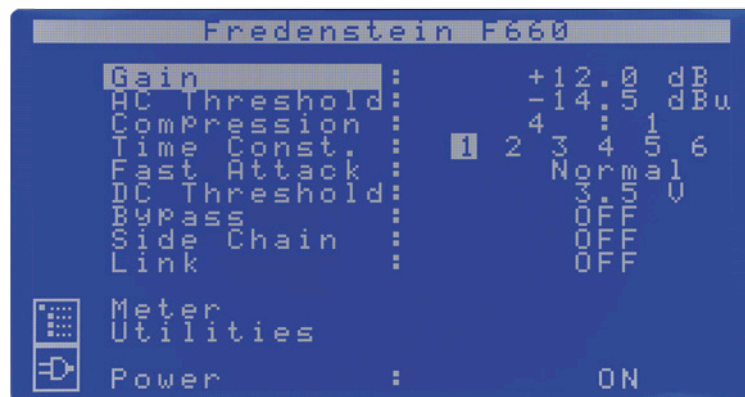 Fredenstein F660
Gain : +12.0 dB
AC Threshold: -14.5 dBu
Compression : 4 : 1
Time Const. : 1 2 3 4 5 6
Fast Attack : Normal
DC Threshold: 3.5 V
Bypass : OFF
Side Chain : OFF
Link : OFF
Meter
Utilities
Power : ON